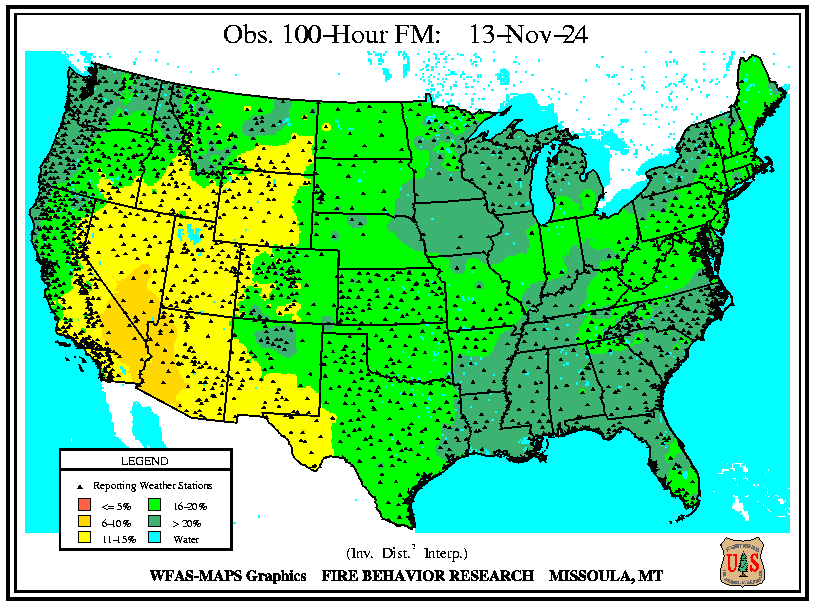 Obs. 100-Hour FM: 13-Nov-24
LEGEND
Reporting Weather Stations
<= 5% 16-20%
6-10% > 20%
11-15% Water
(Inv. Dist.² Interp.)
WFAS-MAPS Graphics FIRE BEHAVIOR RESEARCH MISSOULA, MT
U S